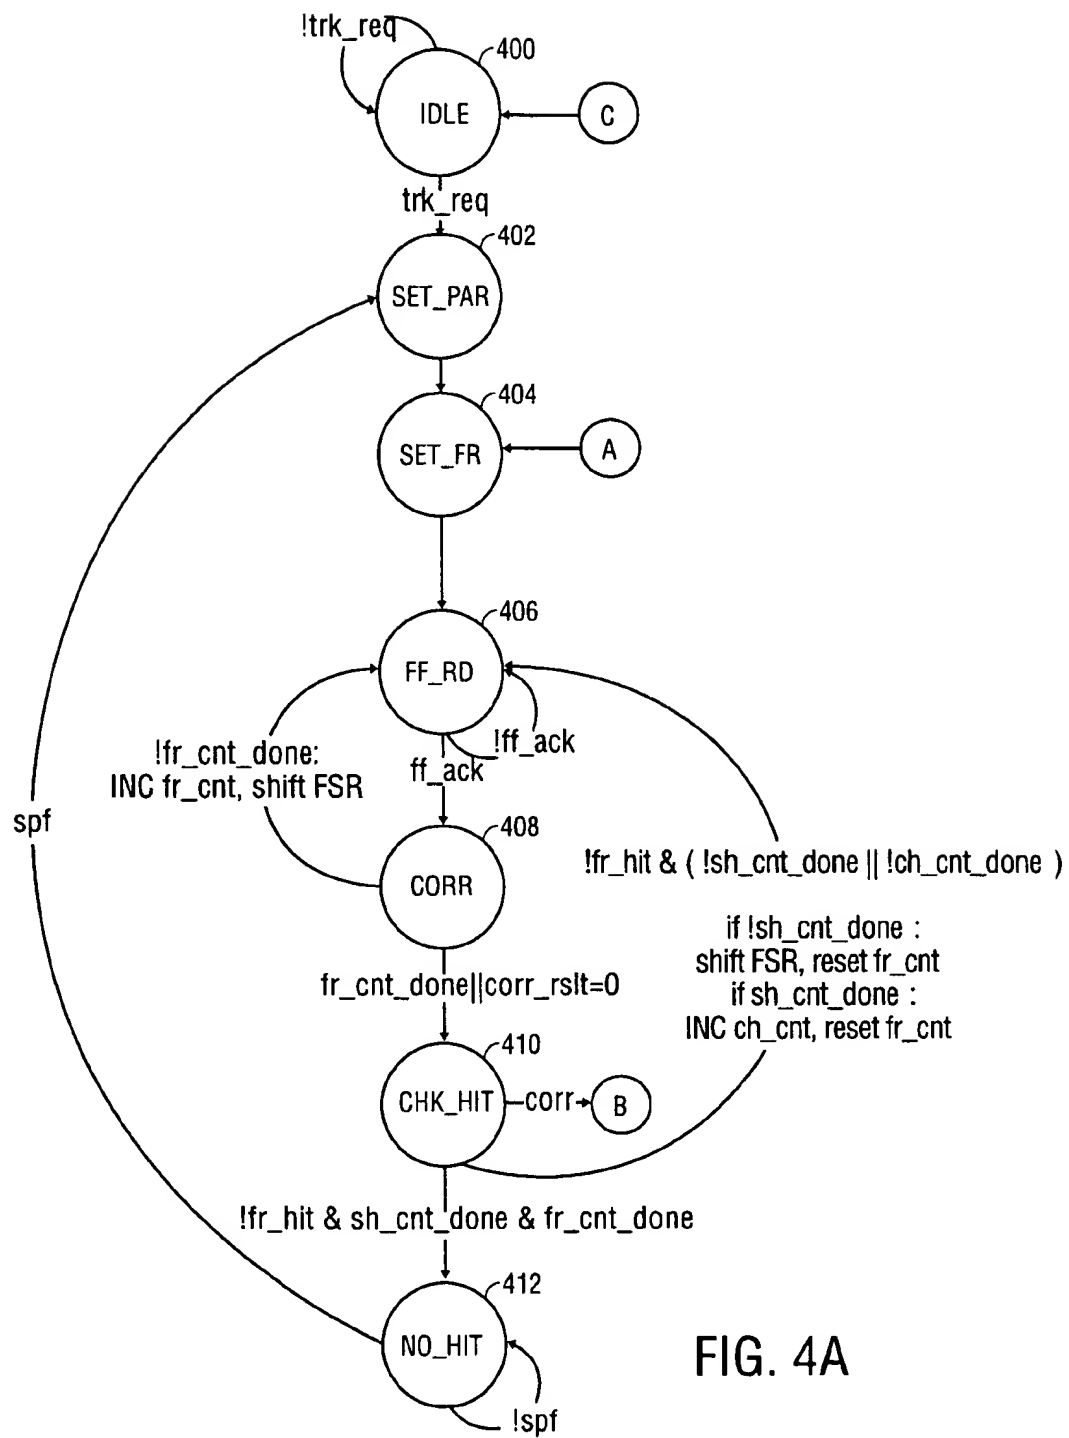 !trk_req
400
IDLE
C
trk_req
402
SET_PAR
404
SET_FR
A
406
FF_RD
!ff_ack
!fr_cnt_done:
INC fr_cnt, shift FSR
ff_ack
spf
408
CORR
!fr_hit & ( !sh_cnt_done || !ch_cnt_done )
if !sh_cnt_done :
shift FSR, reset fr_cnt
if sh_cnt_done :
INC ch_cnt, reset fr_cnt
fr_cnt_done||corr_rslt=0
410
CHK_HIT
corr
B
!fr_hit & sh_cnt_done & fr_cnt_done
412
NO_HIT
!spf
FIG. 4A